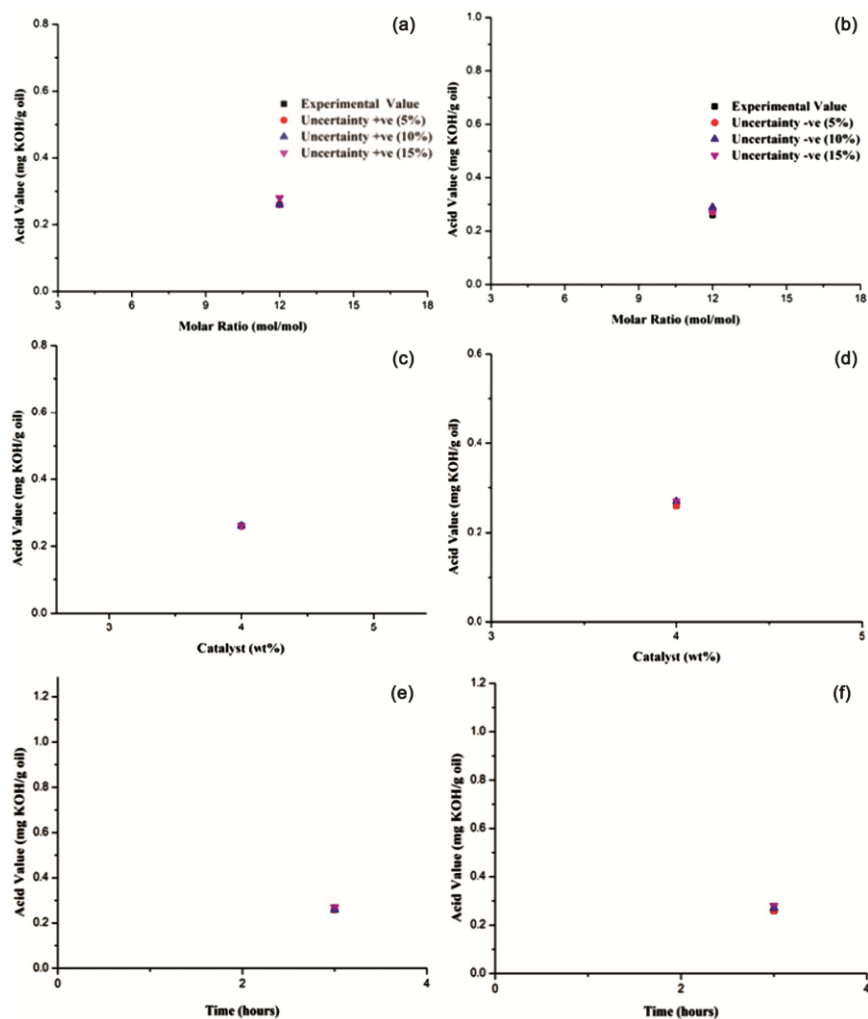 (a)
Acid Value (mg KOH/g oil)
0.8
0.6
0.4
0.2
0.0
Experimental Value
Uncertainty +ve (5%)
Uncertainty +ve (10%)
Uncertainty +ve (15%)
3 6 9 12 15 18
Molar Ratio (mol/mol)
(b)
Acid Value (mg KOH/g oil)
1.0
0.8
0.6
0.4
0.2
0.0
Experimental Value
Uncertainty -ve (5%)
Uncertainty -ve (10%)
Uncertainty -ve (15%)
3 6 9 12 15 18
Molar Ratio (mol/mol)
(c)
Acid Value (mg KOH/g oil)
0.8
0.6
0.4
0.2
0.0
3 4 5
Catalyst (wt%)
(d)
Acid Value (mg KOH/g oil)
0.6
0.4
0.2
0.0
3 4 5
Catalyst (wt%)
(e)
Acid Value (mg KOH/g oil)
1.2
1.0
0.8
0.6
0.4
0.2
0.0
0 2 4
Time (hours)
(f)
Acid Value (mg KOH/g oil)
1.2
1.0
0.8
0.6
0.4
0.2
0.0
0 2 4
Time (hours)